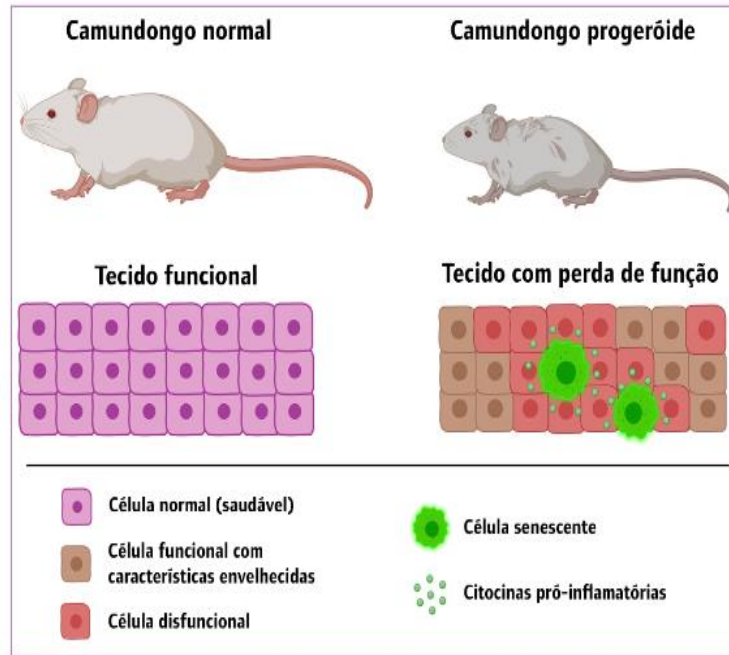 Camundongo normal
Camundongo progeróide
Tecido funcional
Tecido com perda de função
Célula normal (saudável)
Célula funcional com
características envelhecidas
Célula disfuncional
Célula senescente
Citocinas pró-inflamatórias